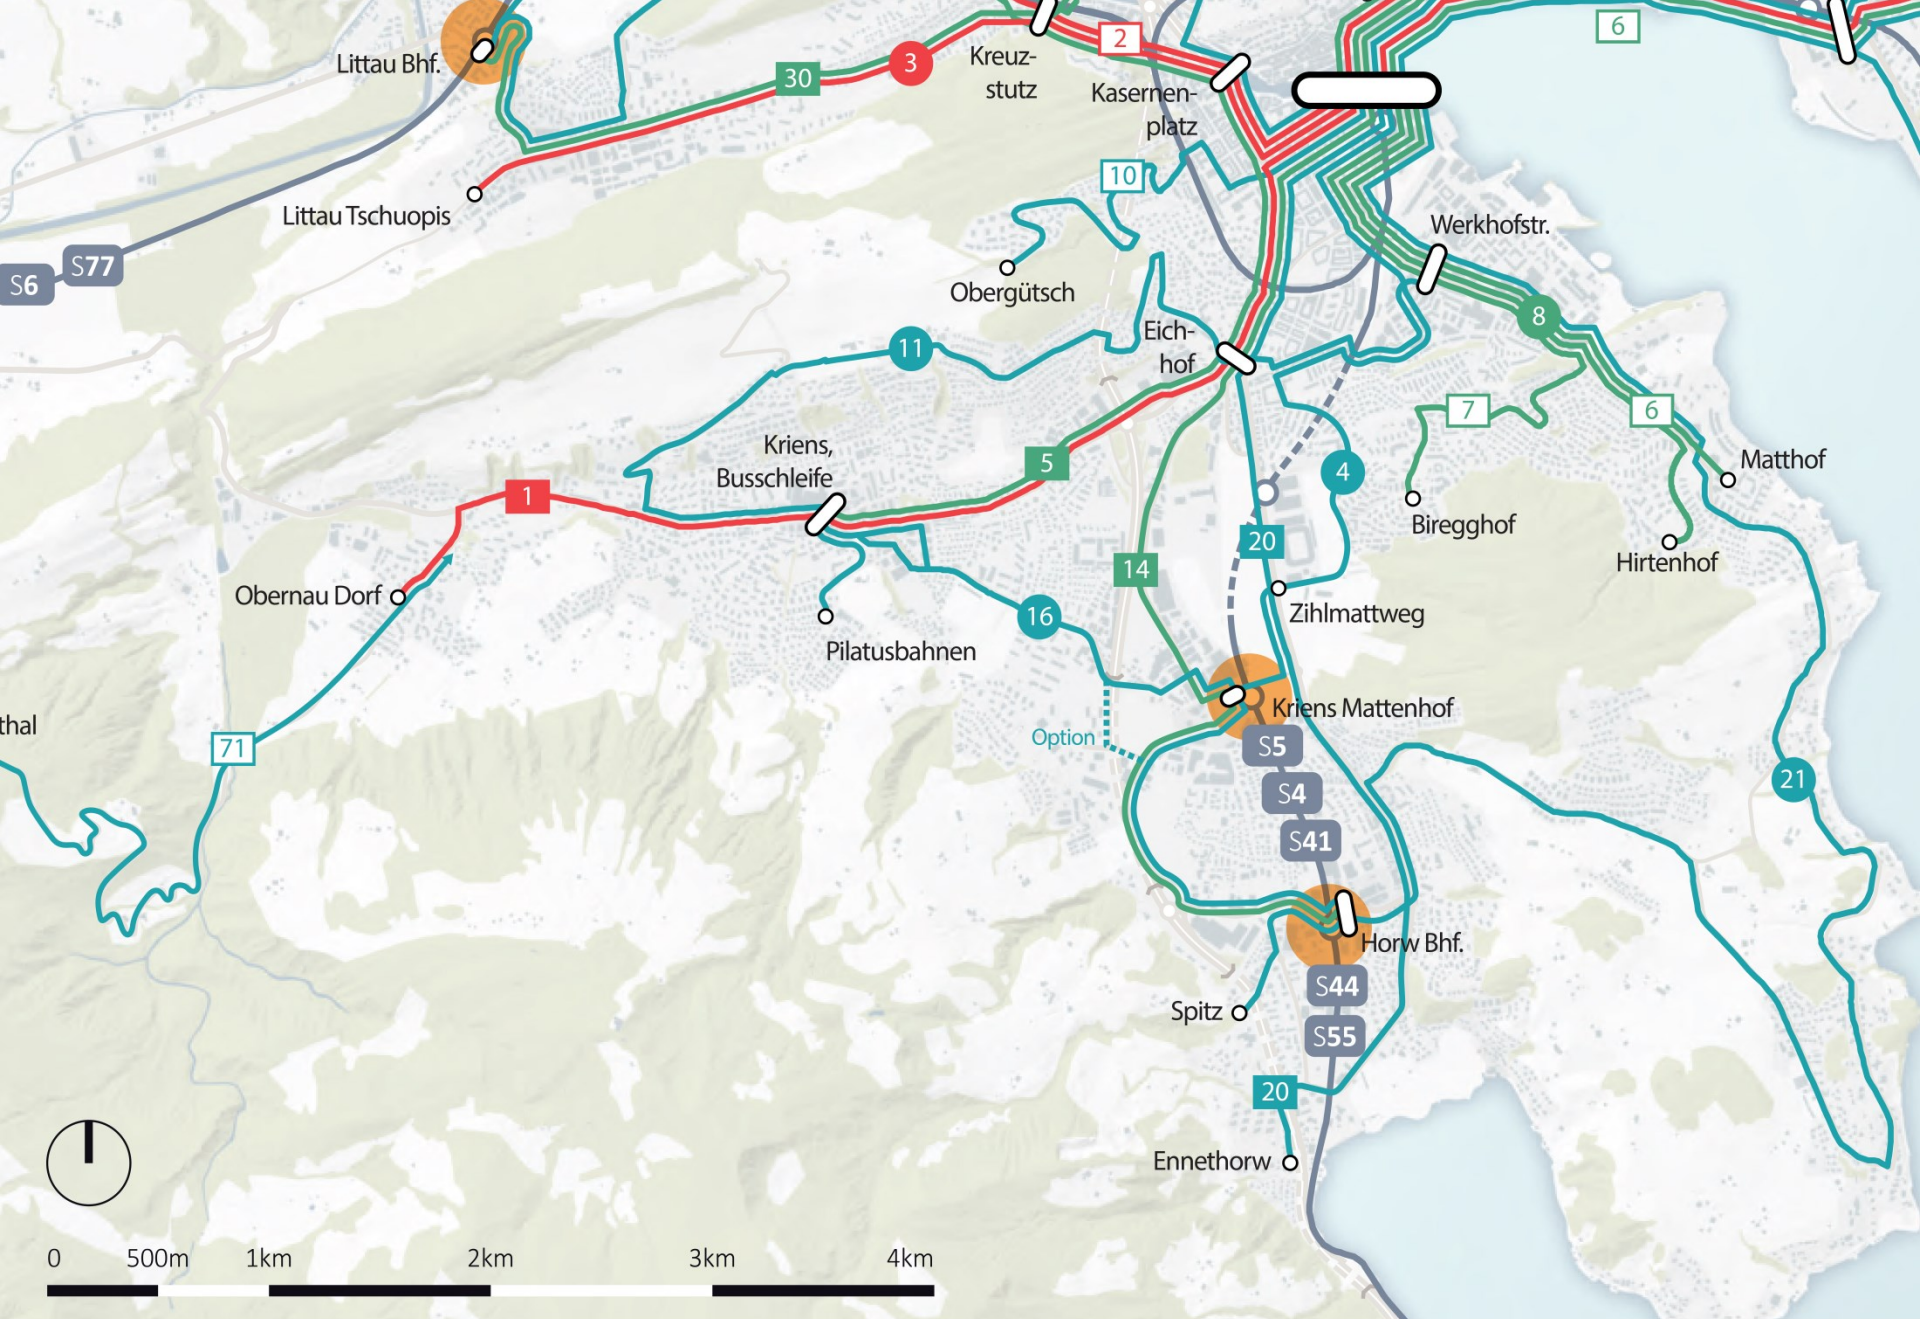 6
2
Littau Bhf.
Kreuz-
stutz
3
30
Kasernen-
platz
10
Littau Tschuopis
Werkhofstr.
S77
S6
Obergütsch
8
Eich-
hof
11
7
6
Kriens,
Busschleife
5
4
Matthof
1
Biregghof
20
Hirtenhof
14
Obernau Dorf
16
Zihlmattweg
Pilatusbahnen
Kriens Mattenhof
thal
71
Option
S5
21
S4
S41
Horw Bhf.
S44
Spitz
S55
20
Ennethorw
0 500m 1km 2km 3km 4km